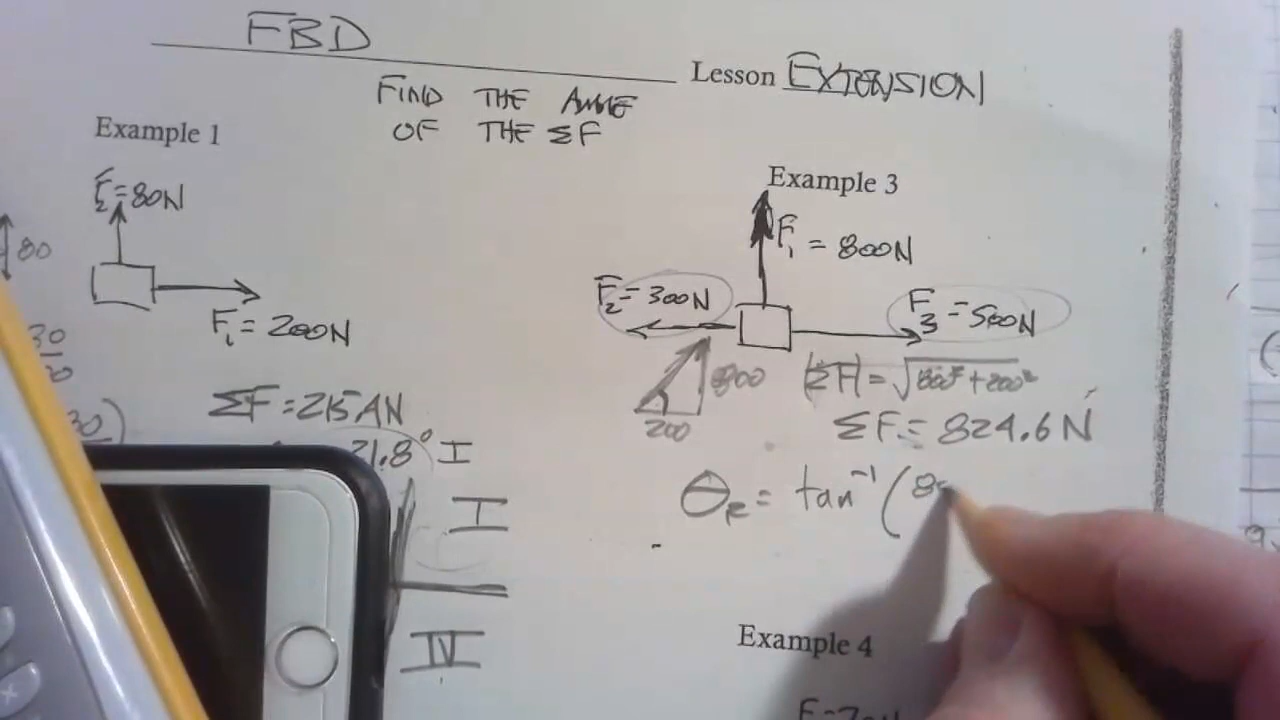 FBD
Lesson EXTENSION
FIND THE ANGLE
OF THE ΣF
Example 1
F₂=80N
80
F₁=200N
ΣF=215.4N
21.8° I
I
IV
Example 3
F₁=800N
F₂=300N
F₃=500N
800
200
|ΣF|=√800²+200²
ΣF=824.6N
θR=tan⁻¹(8
Example 4